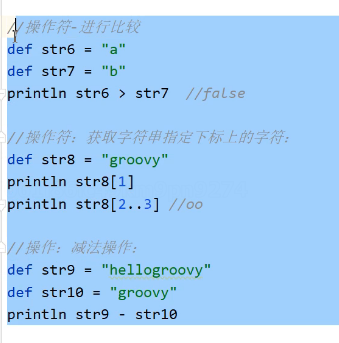 //操作符-进行比较
def str6 = "a"
def str7 = "b"
println str6 > str7  //false
//操作符：获取字符串指定下标上的字符：
def str8 = "groovy"
println str8[1]
println str8[2..3] //oo
//操作：减法操作：
def str9 = "hellogroovy"
def str10 = "groovy"
println str9 - str10